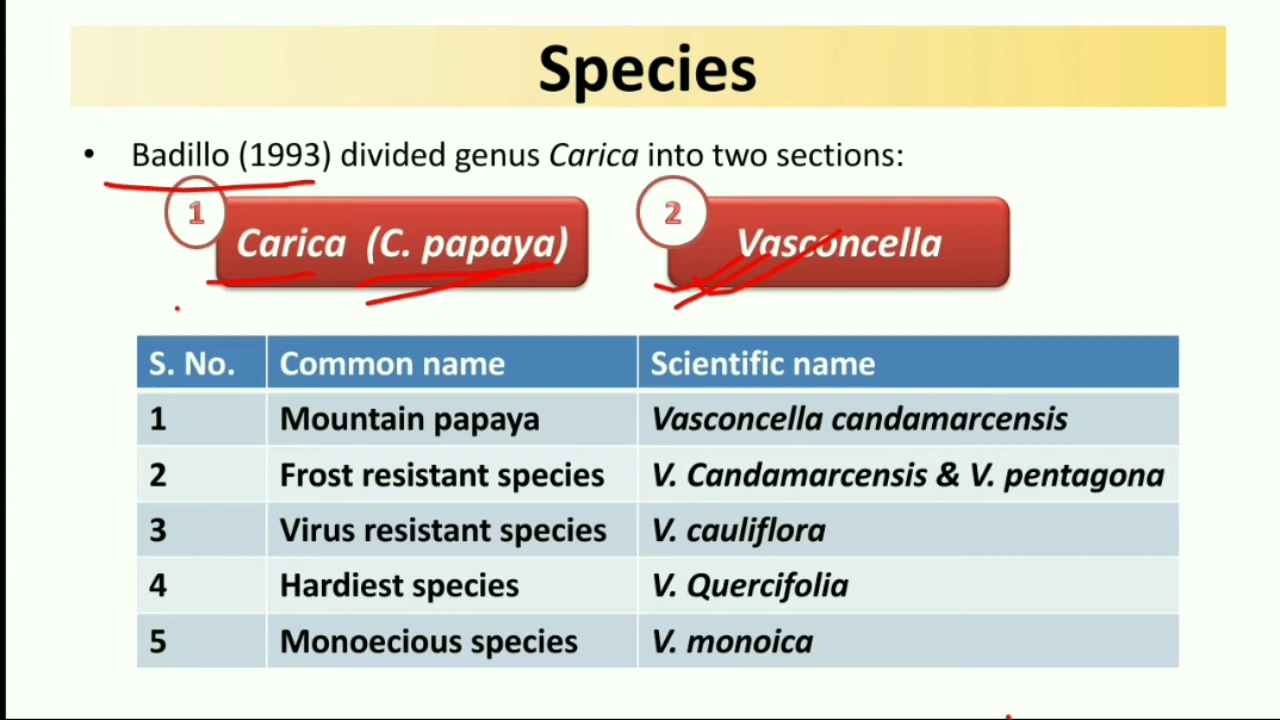 Species
• Badillo (1993) divided genus Carica into two sections:
1 Carica (C. papaya) 2 Vasconcella
S. No. Common name Scientific name
1 Mountain papaya Vasconcella candamarcensis
2 Frost resistant species V. Candamarcensis & V. pentagona
3 Virus resistant species V. cauliflora
4 Hardiest species V. Quercifolia
5 Monoecious species V. monoica